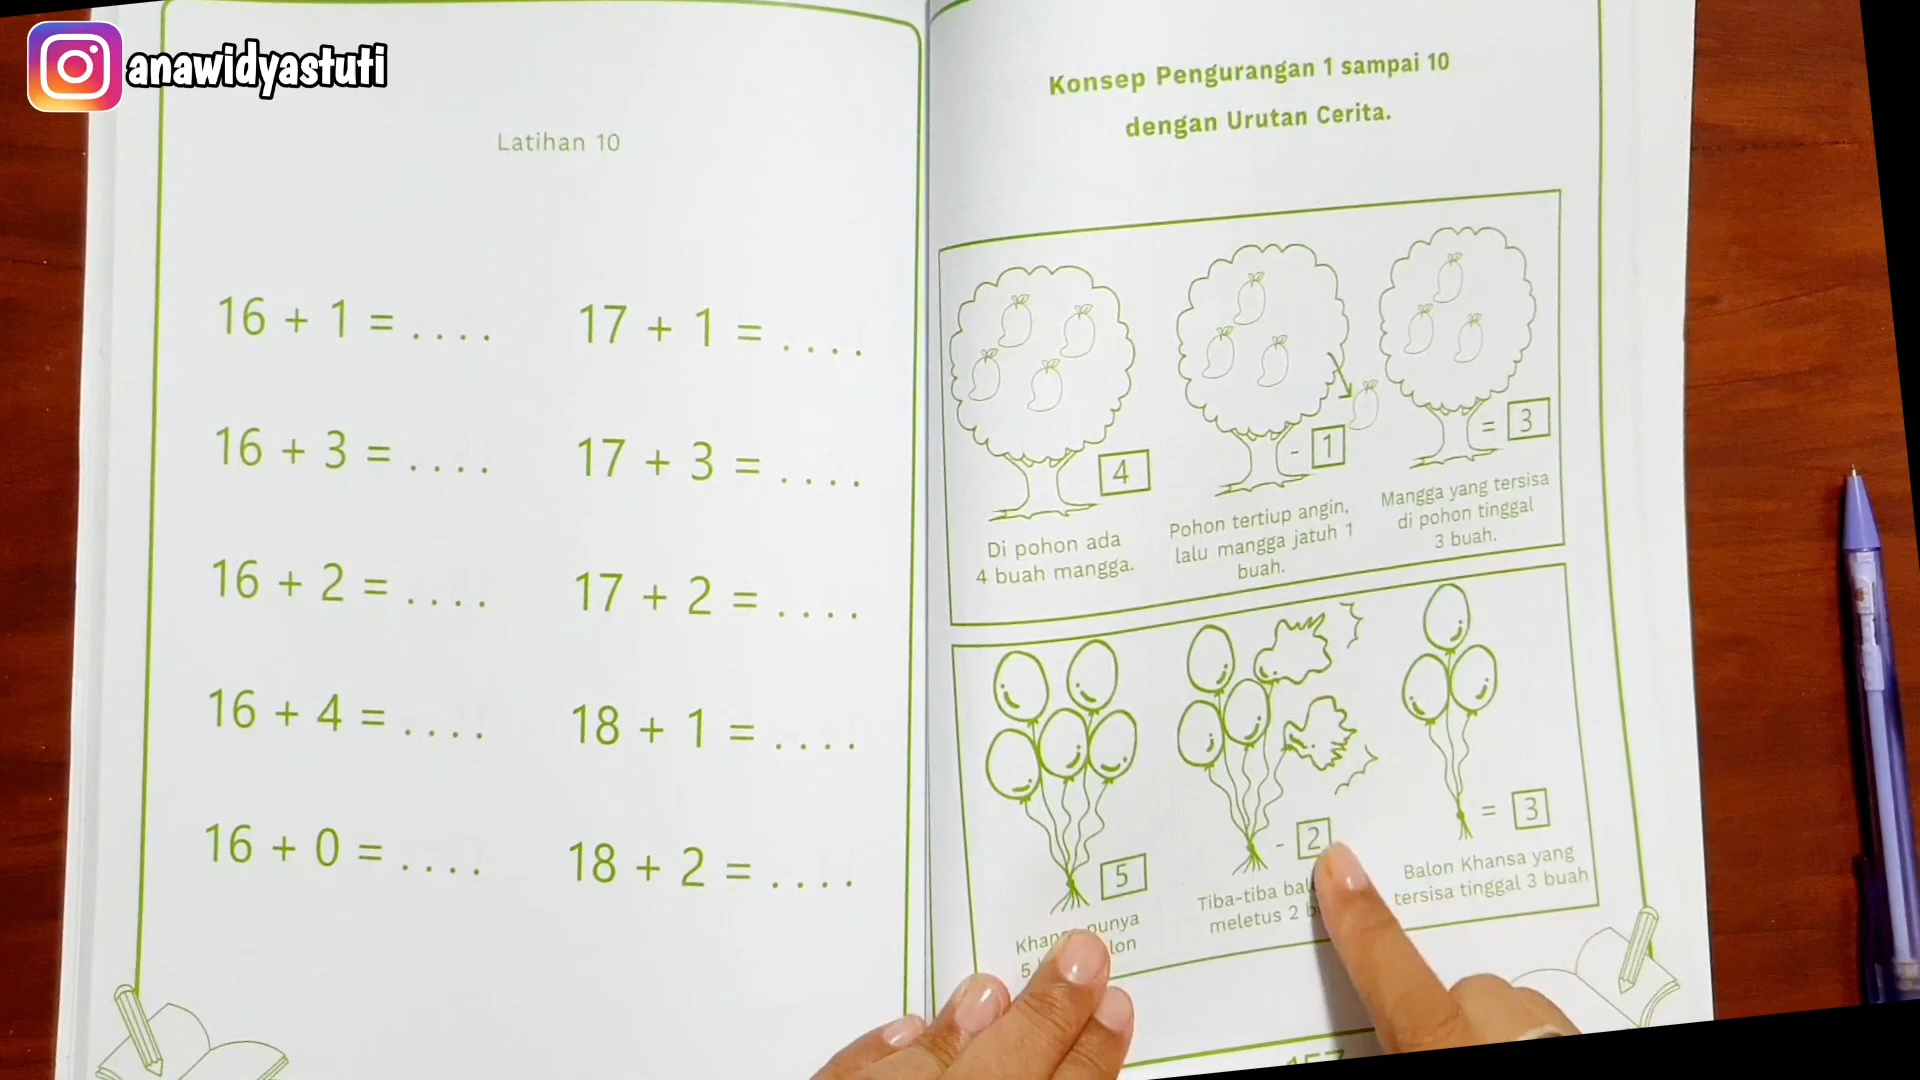 anawidyastuti
Latihan 10
16 + 1 = . . . .
17 + 1 = . . . .
16 + 3 = . . . .
17 + 3 = . . . .
16 + 2 = . . . .
17 + 2 = . . . .
16 + 4 = . . . .
18 + 1 = . . . .
16 + 0 = . . . .
18 + 2 = . . . .
Konsep Pengurangan 1 sampai 10
dengan Urutan Cerita.
4
- 1
= 3
Di pohon ada
4 buah mangga.
Pohon tertiup angin,
lalu mangga jatuh 1
buah.
Mangga yang tersisa
di pohon tinggal
3 buah.
5
- 2
= 3
punya
5
Tiba-tiba
meletus 2
Balon Khansa yang
tersisa tinggal 3 buah